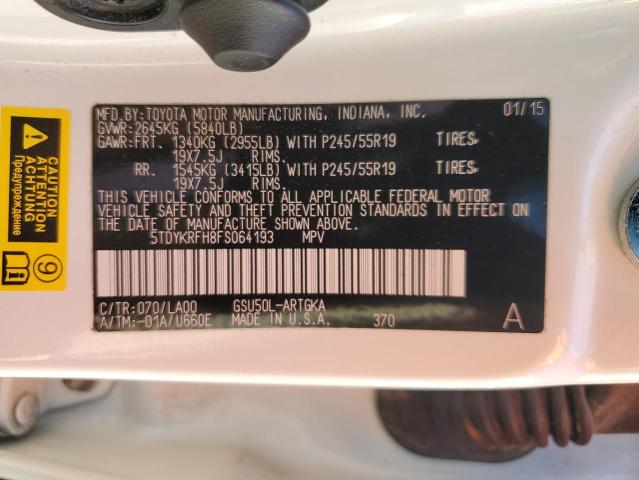 MFD.BY:TOYOTA MOTOR MANUFACTURING, INDIANA, INC. 01/15
GVWR:2645KG (5840LB)
GAWR:FRT. 1340KG (2955LB) WITH P245/55R19 TIRES,
19X7.5J RIMS.
RR. 1545KG (3415LB) WITH P245/55R19 TIRES,
19X7.5J RIMS.
THIS VEHICLE CONFORMS TO ALL APPLICABLE FEDERAL MOTOR
VEHICLE SAFETY AND THEFT PREVENTION STANDARDS IN EFFECT ON
THE DATE OF MANUFACTURE SHOWN ABOVE.
5TDYKRFH8FS064193 MPV
C/TR:070/LA00 GSU50L-ARTGKA
A/TM:-01A/U660E MADE IN U.S.A. 370 A
CAUTION
ATTENTION
ACHTUNG
Предупреждение
9